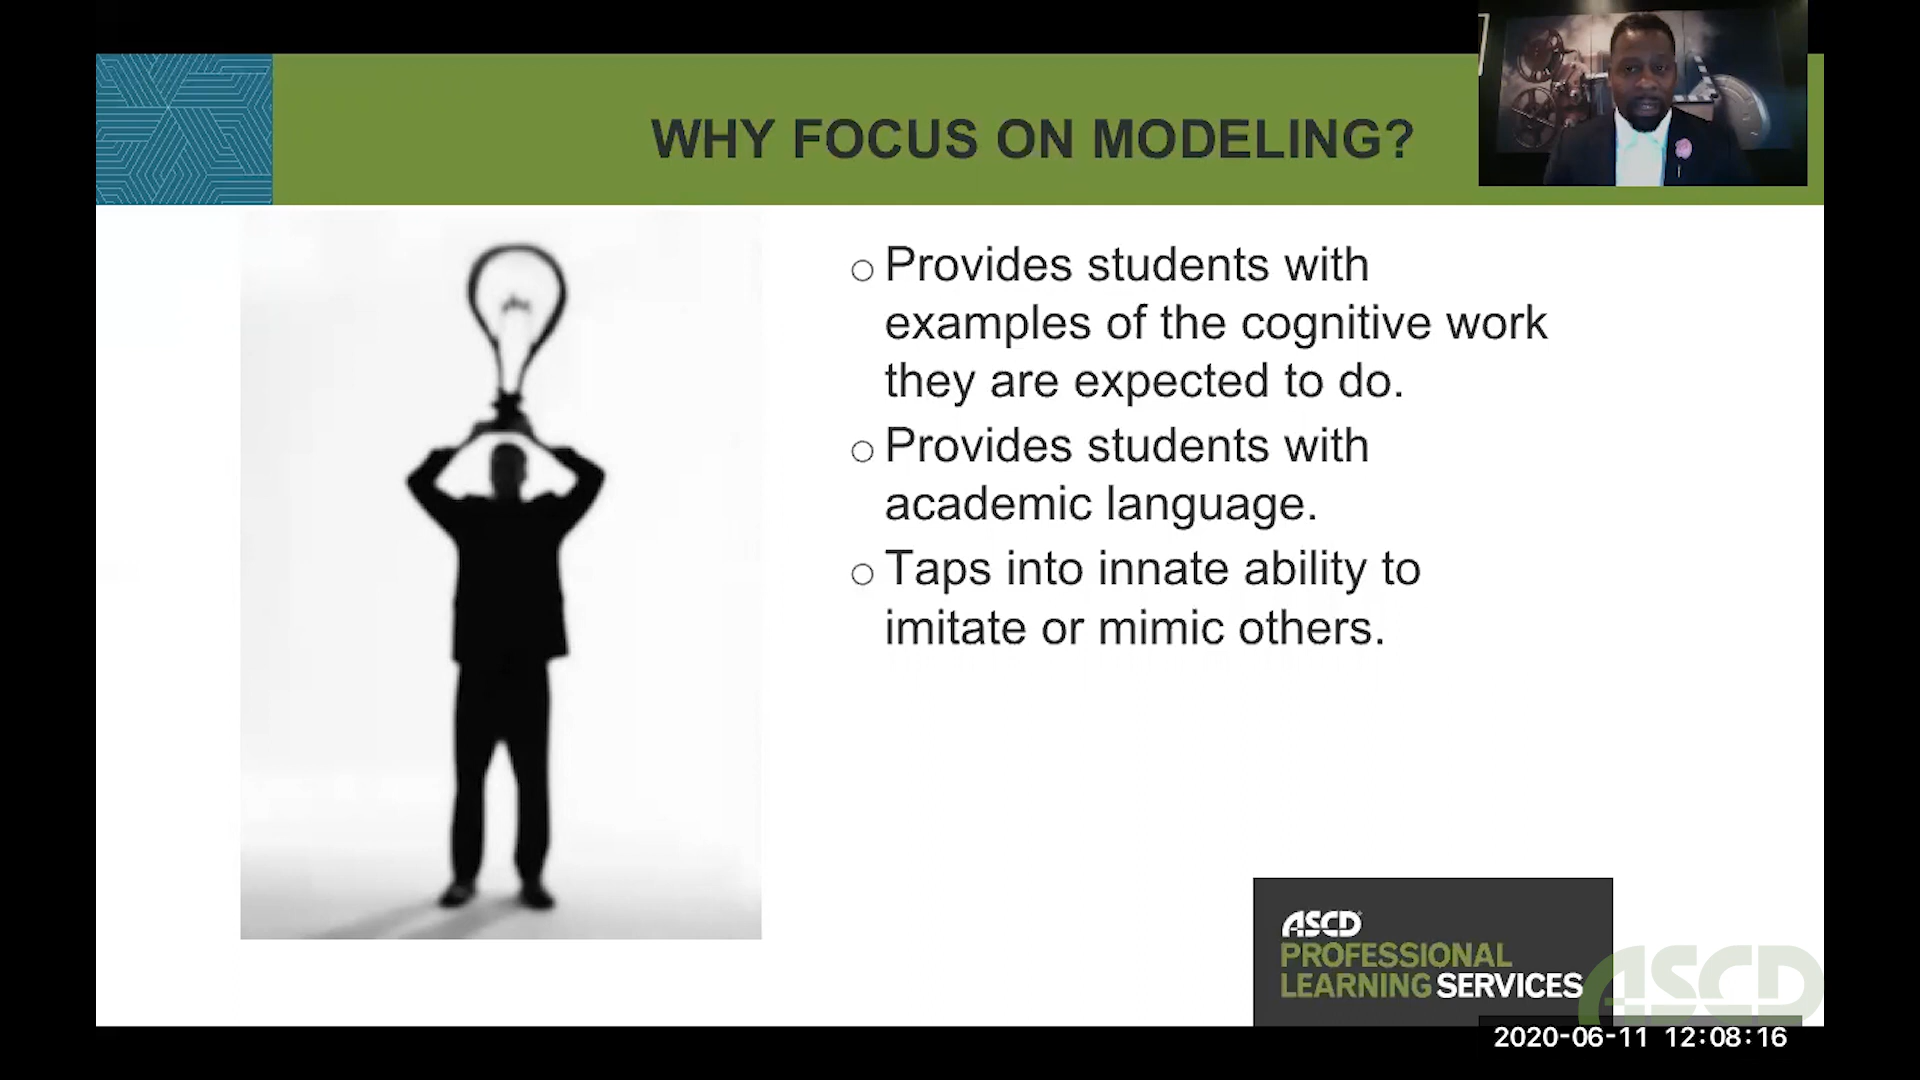 WHY FOCUS ON MODELING?
○ Provides students with
examples of the cognitive work
they are expected to do.
○ Provides students with
academic language.
○ Taps into innate ability to
imitate or mimic others.
ASCD
PROFESSIONAL
LEARNING SERVICES
ASCD
2020-06-11 12:08:16